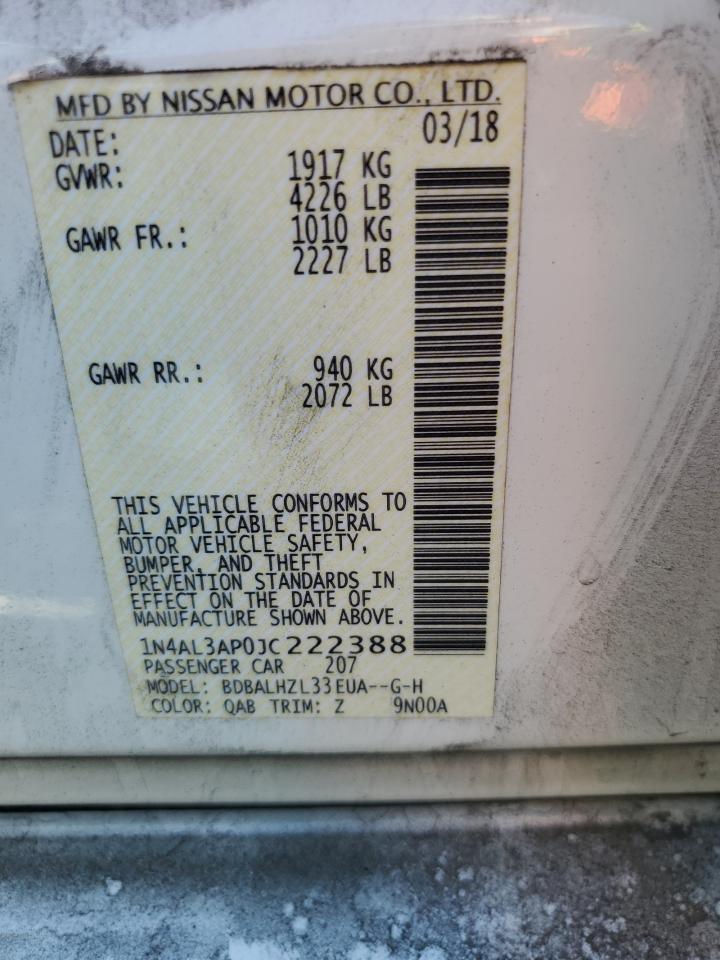 MFD BY NISSAN MOTOR CO., LTD.
DATE: 03/18
GVWR: 1917 KG
4226 LB
GAWR FR.: 1010 KG
2227 LB
GAWR RR.: 940 KG
2072 LB
THIS VEHICLE CONFORMS TO
ALL APPLICABLE FEDERAL
MOTOR VEHICLE SAFETY,
BUMPER, AND THEFT
PREVENTION STANDARDS IN
EFFECT ON THE DATE OF
MANUFACTURE SHOWN ABOVE.
1N4AL3AP0JC222388
PASSENGER CAR 207
MODEL: BDBALHZL33EUA--G-H
COLOR: QAB TRIM: Z 9N00A